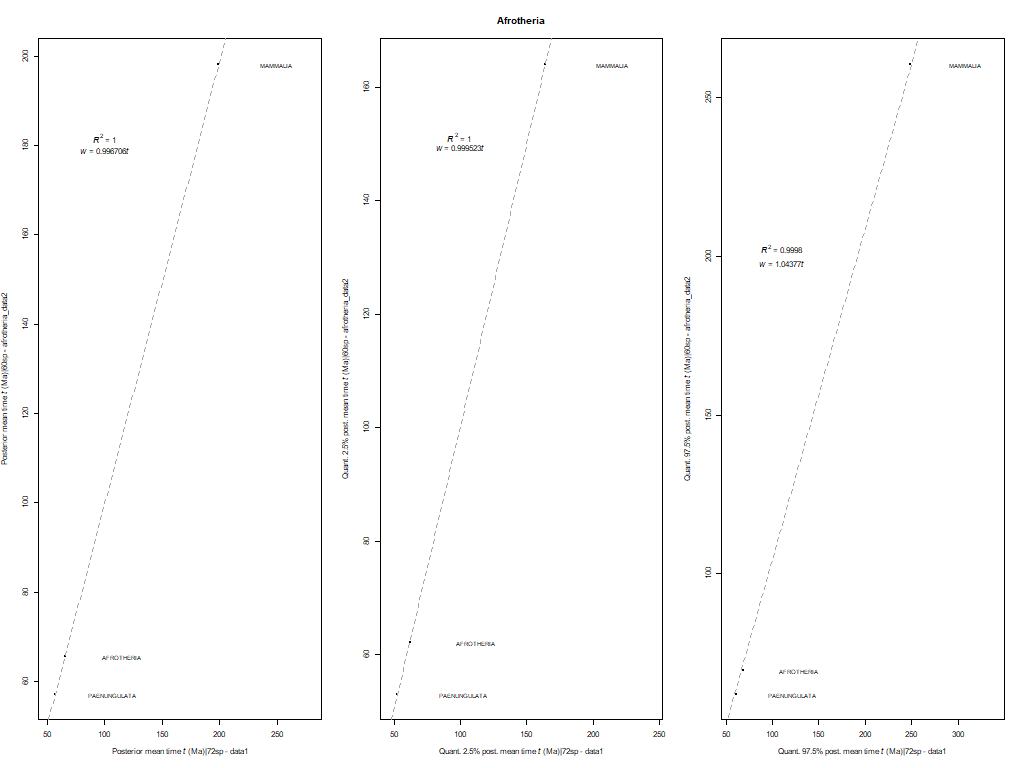 Afrotheria
200
180
160
140
120
100
80
60
MAMMALIA
R² = 1
w = 0.996706t
AFROTHERIA
PAENUNGULATA
50 100 150 200 250
Posterior mean time t (Ma)|72sp - data1
Posterior mean time t (Ma)|60sp - afrotheria_data2
160
140
120
100
80
60
MAMMALIA
R² = 1
w = 0.999523t
AFROTHERIA
PAENUNGULATA
50 100 150 200 250
Quant. 2.5% post. mean time t (Ma)|72sp - data1
Quant. 2.5% post. mean time t (Ma)|60sp - afrotheria_data2
250
200
150
100
MAMMALIA
R² = 0.9998
w = 1.04377t
AFROTHERIA
PAENUNGULATA
50 100 150 200 250 300
Quant. 97.5% post. mean time t (Ma)|72sp - data1
Quant. 97.5% post. mean time t (Ma)|60sp - afrotheria_data2